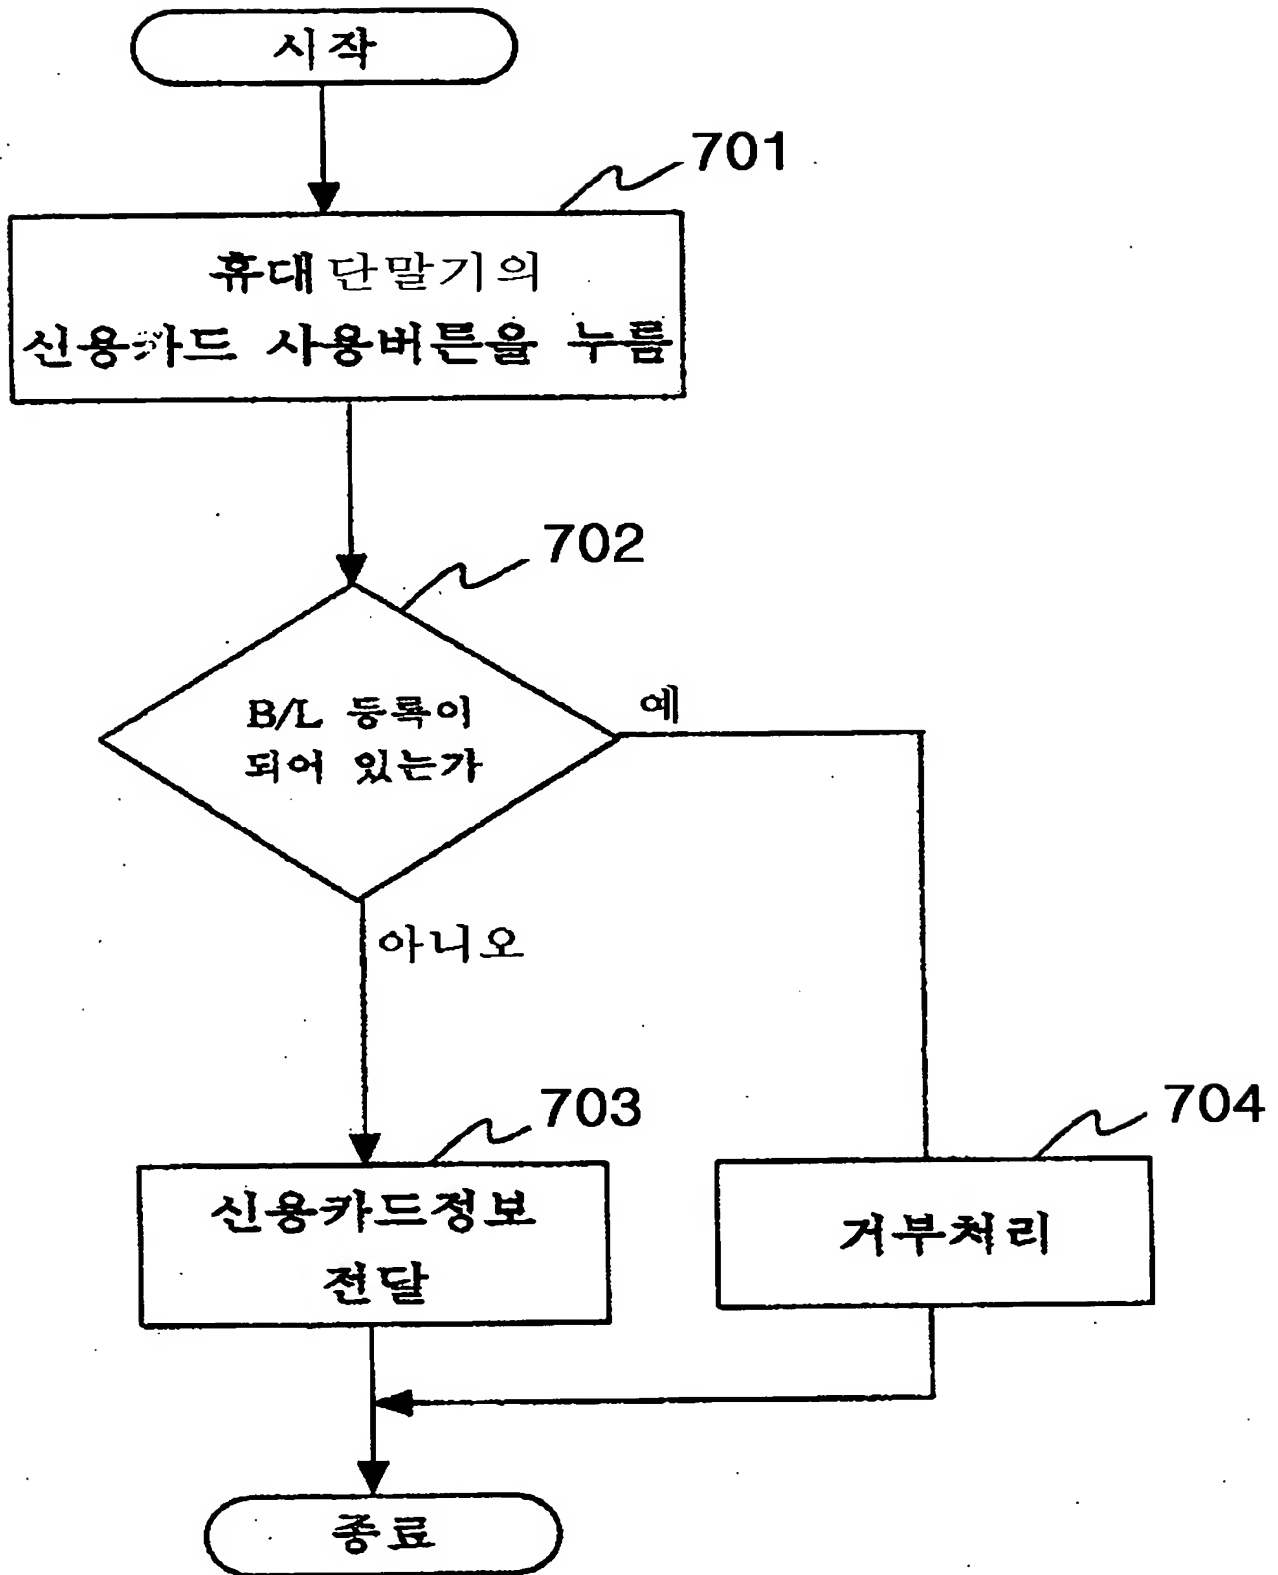 시작
701
휴대단말기의
신용카드 사용버튼을 누름
702
B/L 등록이
되어 있는가
예
아니오
703
704
신용카드정보
전달
거부처리
종료